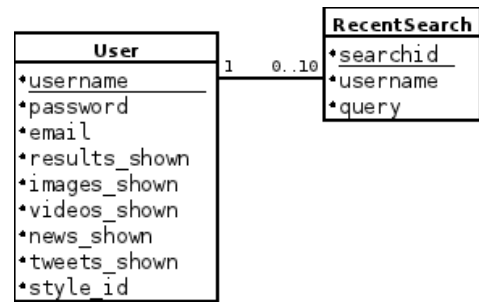 User
username
password
email
results_shown
images_shown
videos_shown
news_shown
tweets_shown
style_id
1
0..10
RecentSearch
searchid
username
query